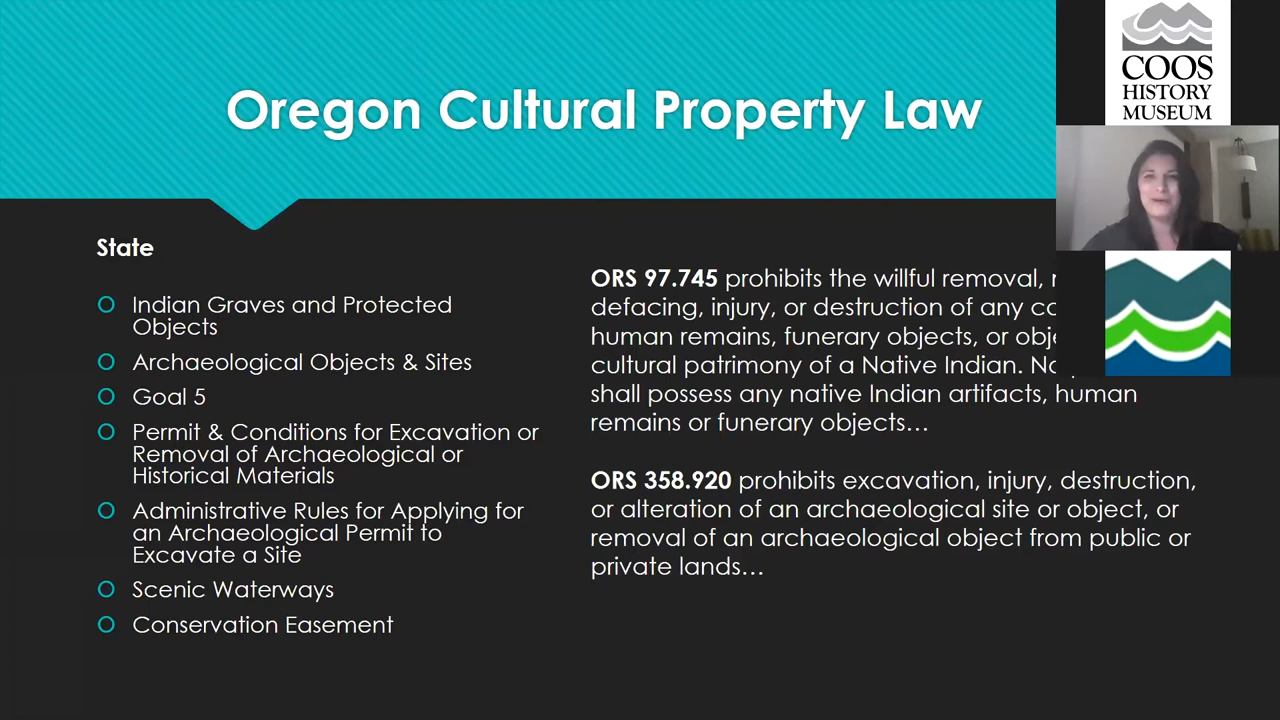 Oregon Cultural Property Law
COOS
HISTORY
MUSEUM
State
Indian Graves and Protected
Objects
Archaeological Objects & Sites
Goal 5
Permit & Conditions for Excavation or
Removal of Archaeological or
Historical Materials
Administrative Rules for Applying for
an Archaeological Permit to
Excavate a Site
Scenic Waterways
Conservation Easement
ORS 97.745 prohibits the willful removal,
defacing, injury, or destruction of any
human remains, funerary objects, or
cultural patrimony of a Native Indian.
shall possess any native Indian artifacts, human
remains or funerary objects…
ORS 358.920 prohibits excavation, injury, destruction,
or alteration of an archaeological site or object, or
removal of an archaeological object from public or
private lands…